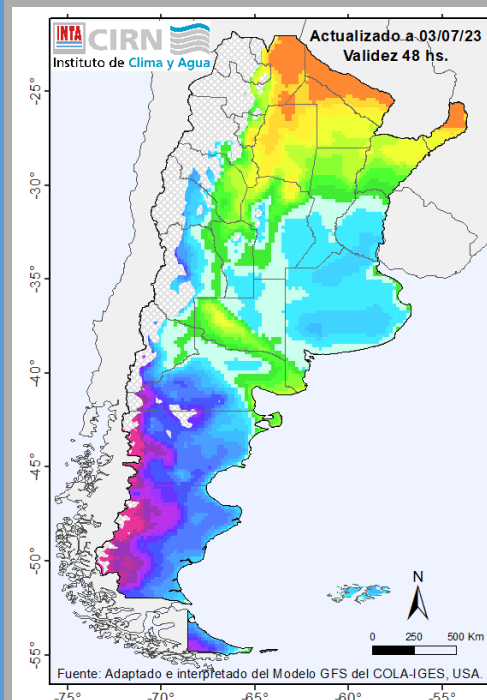 INTA CIRN
Instituto de Clima y Agua
Actualizado a 03/07/23
Validez 48 hs.
-25°
-30°
-35°
-40°
-45°
-50°
-55°
N
0 250 500 Km
Fuente: Adaptado e interpretado del Modelo GFS del COLA-IGES, USA.
-75° -70° -65° -60° -55°